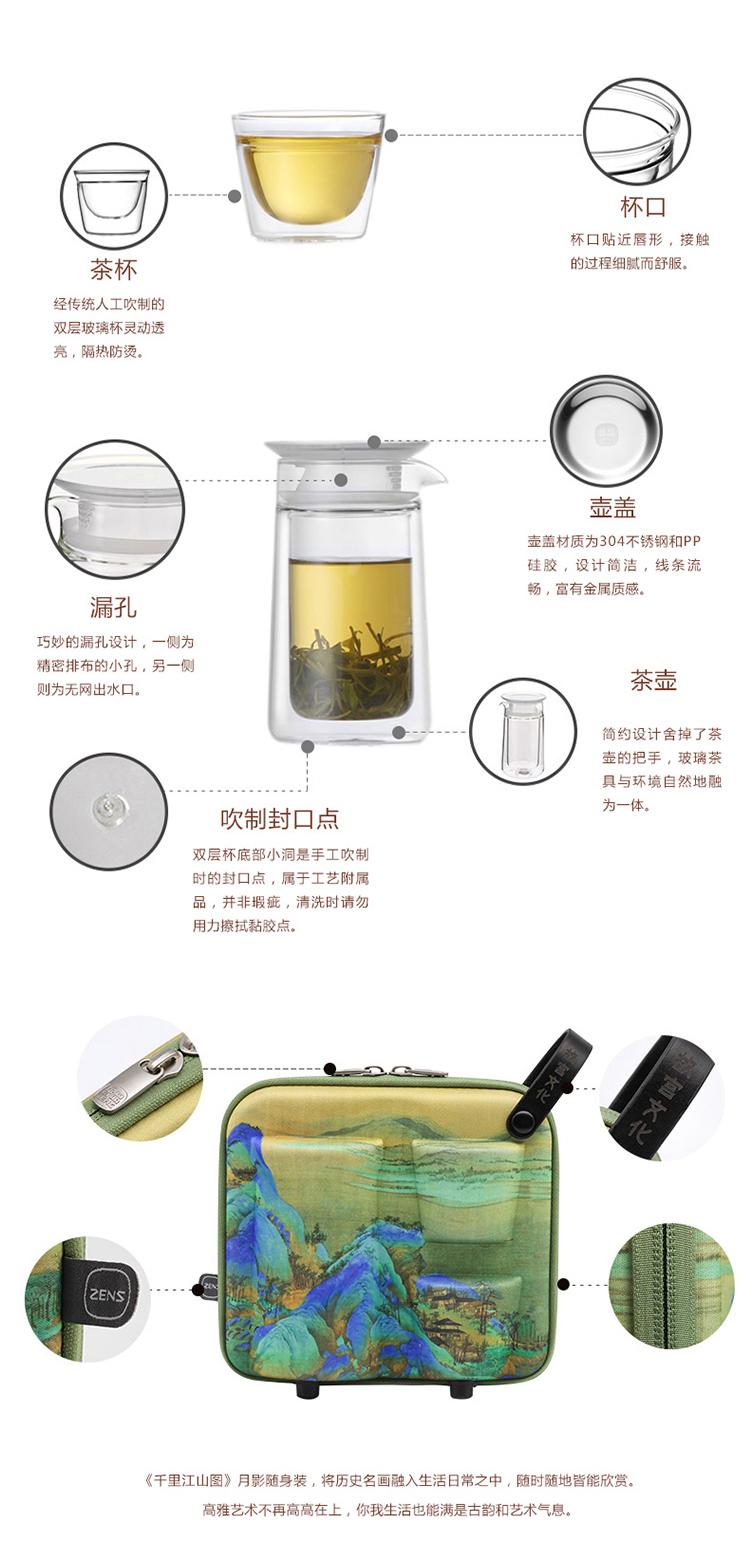 杯口
杯口贴近唇形，接触
的过程细腻而舒服。
茶杯
经传统人工吹制的
双层玻璃杯灵动透
亮，隔热防烫。
壶盖
壶盖材质为304不锈钢和PP
硅胶，设计简洁，线条流
畅，富有金属质感。
漏孔
巧妙的漏孔设计，一侧为
精密排布的小孔，另一侧
则为无网出水口。
茶壶
简约设计舍掉了茶
壶的把手，玻璃茶
具与环境自然地融
为一体。
吹制封口点
双层杯底部小洞是手工吹制
时的封口点，属于工艺附属
品，并非瑕疵，清洗时请勿
用力擦拭黏胶点。
故宫文化
故宫文化
ZENS
ZENS
《千里江山图》月影随身装，将历史名画融入生活日常之中，随时随地皆能欣赏。
高雅艺术不再高高在上，你我生活也能满是古韵和艺术气息。